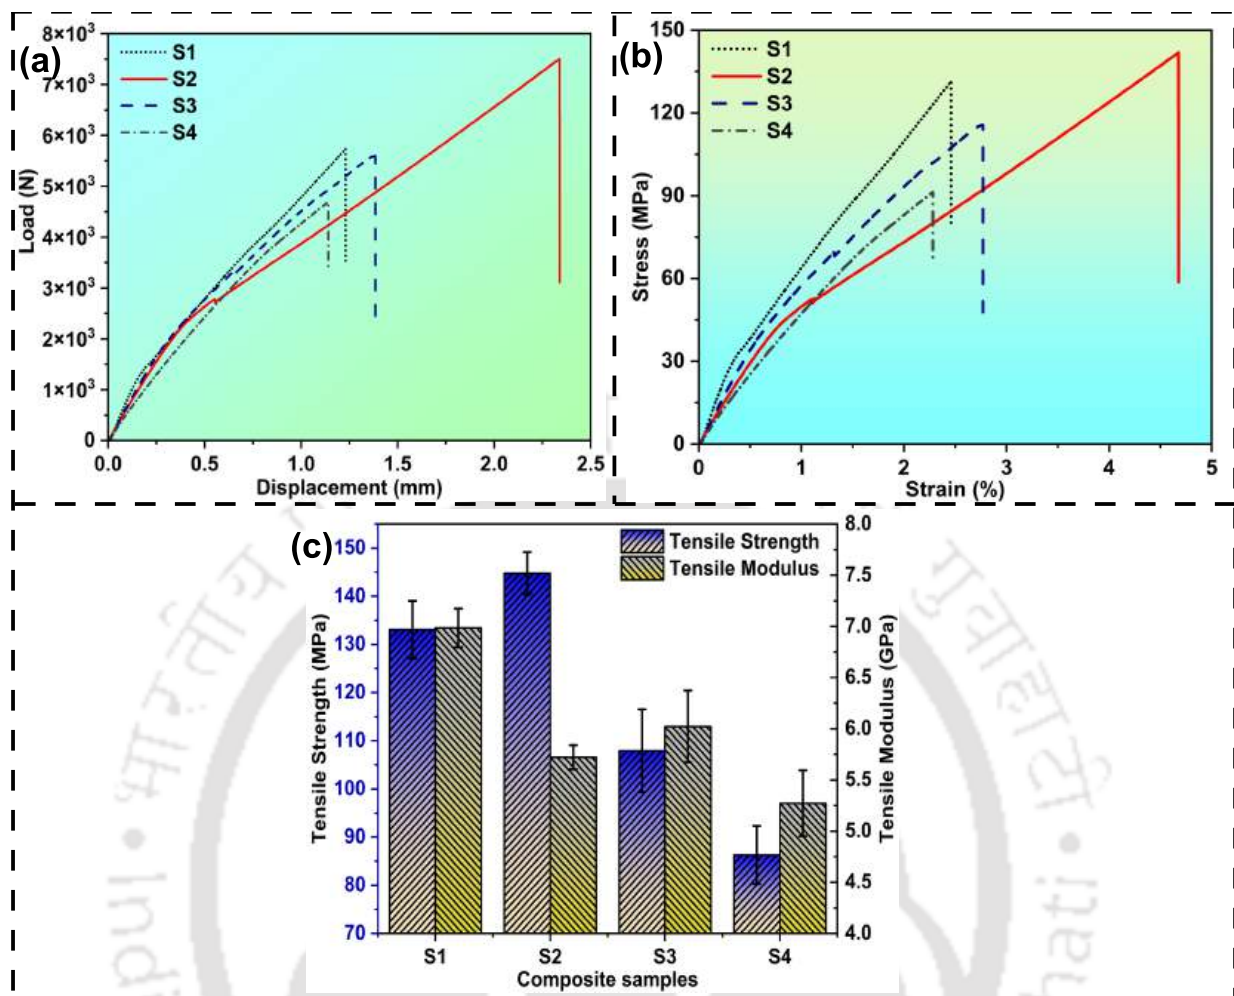 (a)
S1
S2
S3
S4
8×10³
7×10³
6×10³
5×10³
4×10³
3×10³
2×10³
1×10³
0
Load (N)
0.0 0.5 1.0 1.5 2.0 2.5
Displacement (mm)
(b)
S1
S2
S3
S4
150
120
90
60
30
0
Stress (MPa)
0 1 2 3 4 5
Strain (%)
(c)
Tensile Strength
Tensile Modulus
150
140
130
120
110
100
90
80
70
Tensile Strength (MPa)
8.0
7.5
7.0
6.5
6.0
5.5
5.0
4.5
4.0
Tensile Modulus (GPa)
S1 S2 S3 S4
Composite samples
भारतीय
गुवाहाटी